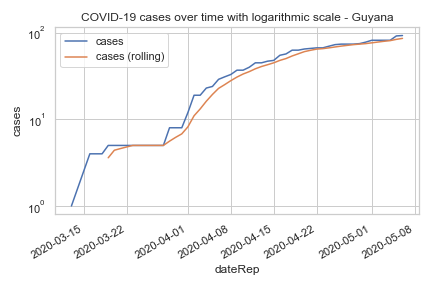 COVID-19 cases over time with logarithmic scale - Guyana
cases
cases (rolling)
10²
10¹
10⁰
cases
2020-03-15
2020-03-22
2020-04-01
2020-04-08
2020-04-15
2020-04-22
2020-05-01
2020-05-08
dateRep